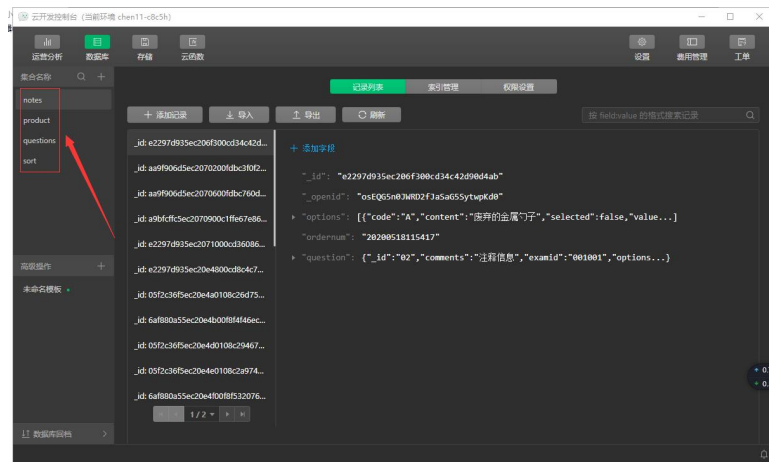 云开发控制台 (当前环境 chen11-c8c5h)
运营分析 数据库 存储 云函数 设置 费用管理 工单
集合名称
notes
product
questions
sort
高级操作
未命名模板
数据库回档
记录列表 索引管理 权限设置
+ 添加记录 导入 导出 刷新 按 field:value 的格式搜索记录
_id: e2297d935ec206f300cd34c42d...
_id: aa9f906d5ec2070200fdbc3f0f2...
_id: aa9f906d5ec2070600fdbc760d...
_id: a9bfcffc5ec2070900c1ffe67e86...
_id: e2297d935ec2071000cd36086...
_id: e2297d935ec20e4800cd8c4c7...
_id: 05f2c36f5ec20e4a0108c26d75...
_id: 6af880a55ec20e4b00f8f4f46ec...
_id: 05f2c36f5ec20e4d0108c29467...
_id: 05f2c36f5ec20e4e0108c2a974...
_id: 6af880a55ec20e4f00f8f532076...
1 / 2
+ 添加字段
"_id": "e2297d935ec206f300cd34c42d90d4ab"
"_openid": "osEQG5n0JWRD2fJaSaG5SytwpKd0"
"options": [{"code":"A","content":"废弃的金属勺子","selected":false,"value...]
"ordernum": "20200518115417"
"question": {"_id":"02","comments":"注释信息","examid":"001001","options...}